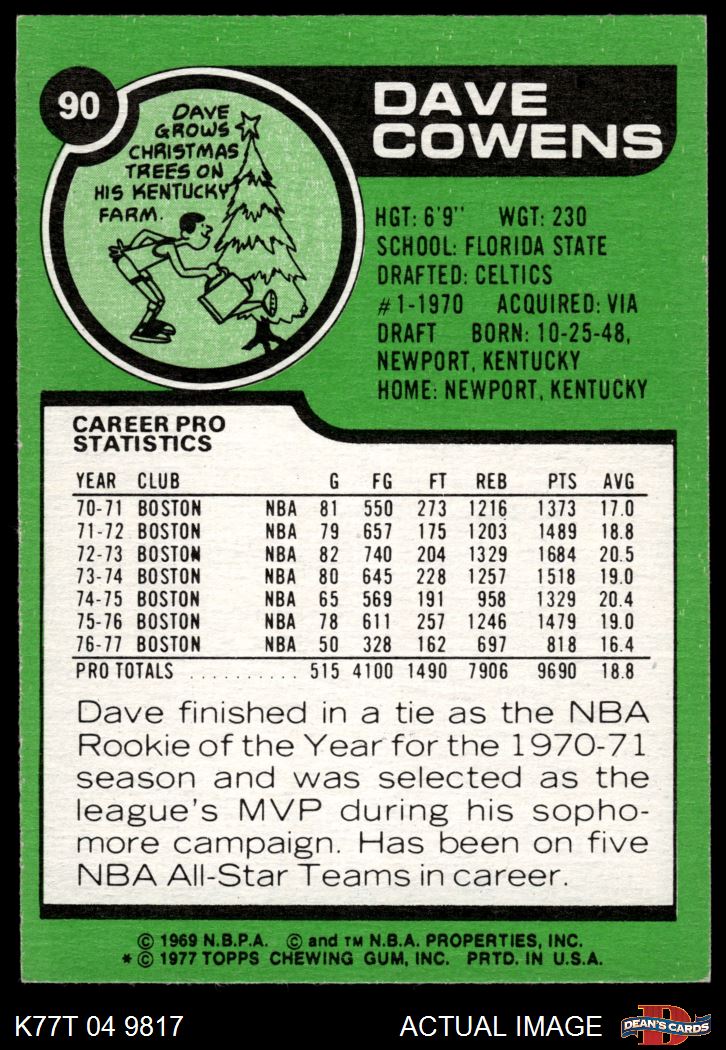 90
DAVE
GROWS
CHRISTMAS
TREES ON
HIS KENTUCKY
FARM.
DAVE
COWENS
HGT: 6'9" WGT: 230
SCHOOL: FLORIDA STATE
DRAFTED: CELTICS
#1-1970 ACQUIRED: VIA
DRAFT BORN: 10-25-48,
NEWPORT, KENTUCKY
HOME: NEWPORT, KENTUCKY
CAREER PRO
STATISTICS
YEAR CLUB G FG FT REB PTS AVG
70-71 BOSTON NBA 81 550 273 1216 1373 17.0
71-72 BOSTON NBA 79 657 175 1203 1489 18.8
72-73 BOSTON NBA 82 740 204 1329 1684 20.5
73-74 BOSTON NBA 80 645 228 1257 1518 19.0
74-75 BOSTON NBA 65 569 191 958 1329 20.4
75-76 BOSTON NBA 78 611 257 1246 1479 19.0
76-77 BOSTON NBA 50 328 162 697 818 16.4
PRO TOTALS .......... 515 4100 1490 7906 9690 18.8
Dave finished in a tie as the NBA
Rookie of the Year for the 1970-71
season and was selected as the
league's MVP during his sopho-
more campaign. Has been on five
NBA All-Star Teams in career.
© 1969 N.B.P.A. © and TM N.B.A. PROPERTIES, INC.
* © 1977 TOPPS CHEWING GUM, INC. PRTD. IN U.S.A.
K77T 04 9817 ACTUAL IMAGE
D
DEAN'S CARDS